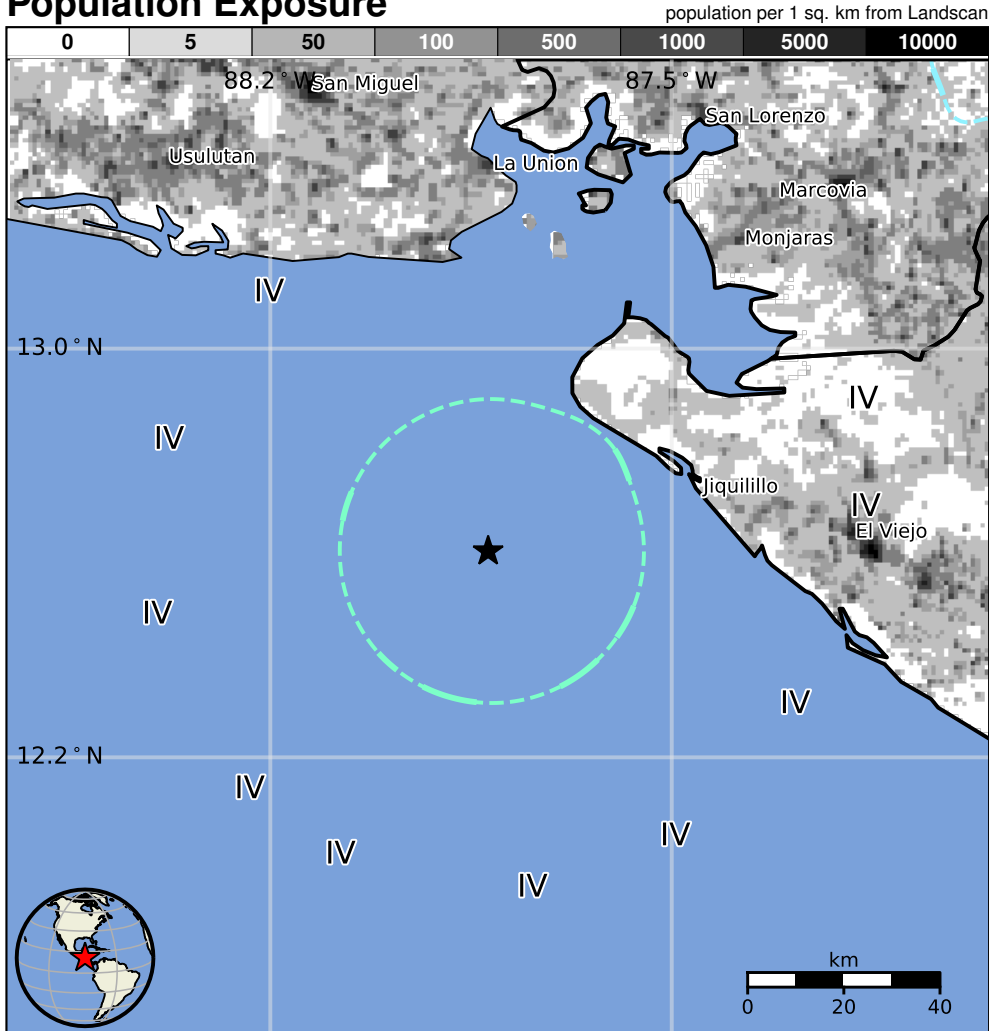 Population Exposure
population per 1 sq. km from Landscan
0 5 50 100 500 1000 5000 10000
88.2°W 87.5°W
San Miguel
San Lorenzo
Usulutan
La Union
Marcovia
Monjaras
IV
13.0°N
IV
IV
Jiquilillo
IV
El Viejo
IV
IV
12.2°N
IV
IV
IV
IV
km
0 20 40